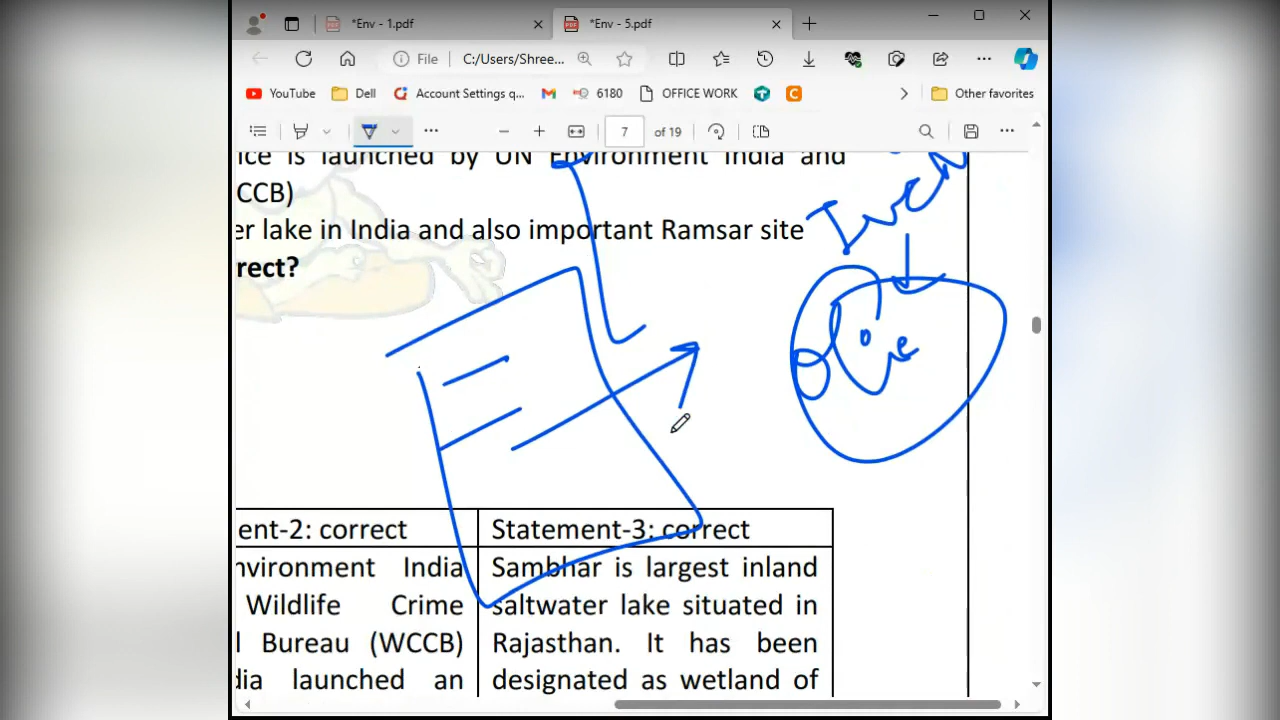 *Env - 1.pdf
*Env - 5.pdf
File C:/Users/Shree...
YouTube Dell Account Settings q... 6180 OFFICE WORK Other favorites
7 of 19
ice is launched by UN Environment India and
CCB)
er lake in India and also important Ramsar site
rect?
ent-2: correct
Statement-3: correct
nvironment India
Wildlife Crime
l Bureau (WCCB)
dia launched an
Sambhar is largest inland
saltwater lake situated in
Rajasthan. It has been
designated as wetland of